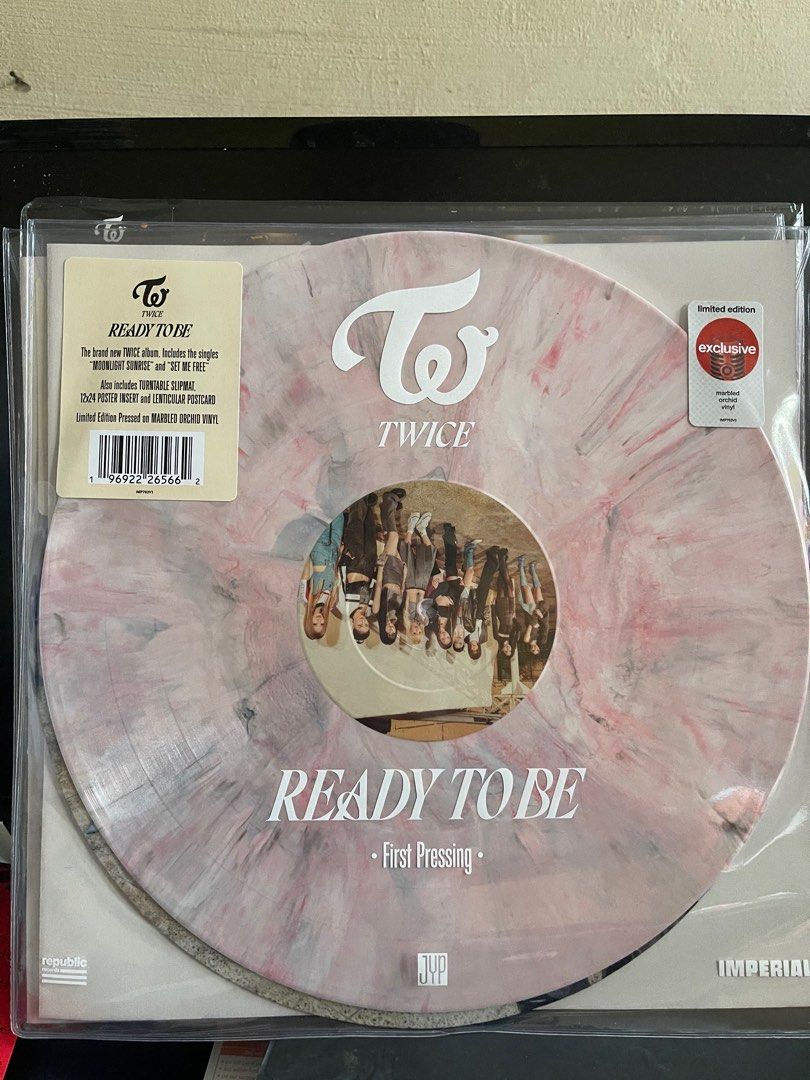 TWICE
READY TO BE
The brand new TWICE album. Includes the singles
"MOONLIGHT SUNRISE" and "SET ME FREE"
Also includes TURNTABLE SLIPMAT,
12x24 POSTER INSERT and LENTICULAR POSTCARD
Limited Edition Pressed on MARBLED ORCHID VINYL
1 96922 26566 2
limited edition
exclusive
marbled
orchid
vinyl
TWICE
READY TO BE
• First Pressing •
republic
records
JYP
IMPERIAL